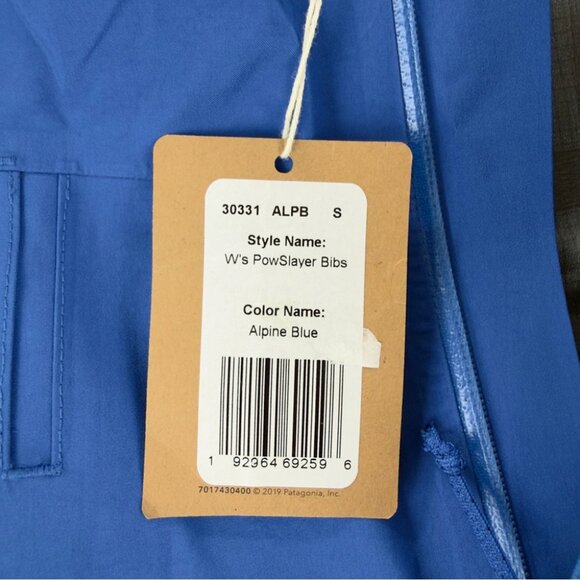 30331 ALPB S
Style Name:
W's PowSlayer Bibs
Color Name:
Alpine Blue
1 92964 69259 6
7017430400 © 2019 Patagonia, Inc.